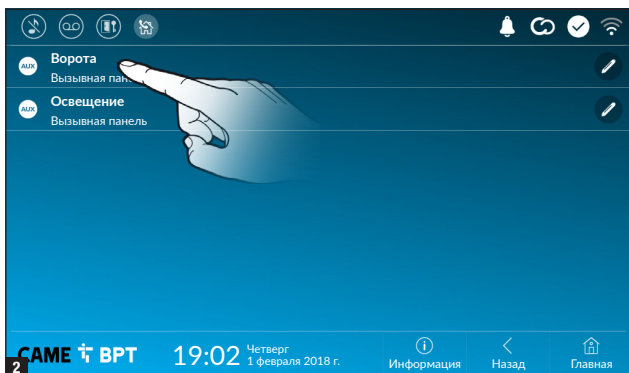 AUX
Ворота
Вызывная
AUX
Освещение
Вызывная панель
2
CAME BPT
19:02
Четверг
1 февраля 2018 г.
Информация
Назад
Главная